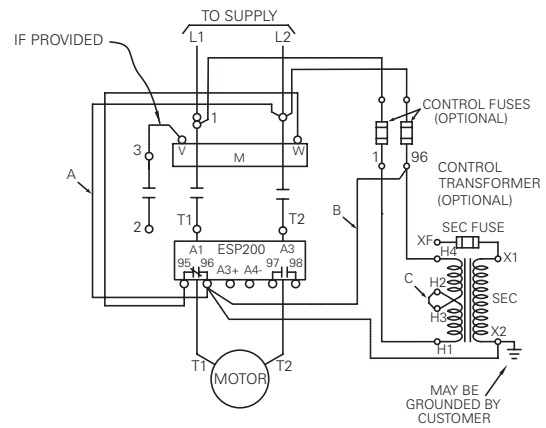 TO SUPPLY
L1
L2
IF PROVIDED
1
CONTROL FUSES
(OPTIONAL)
V
W
3
M
1
96
CONTROL
TRANSFORMER
(OPTIONAL)
A
B
2
T1
T2
SEC FUSE
XF
A1
ESP200
A3
H4
X1
95
96
A3+
A4-
97
98
C
H2
SEC
H3
X2
H1
T1
T2
MOTOR
MAY BE
GROUNDED BY
CUSTOMER